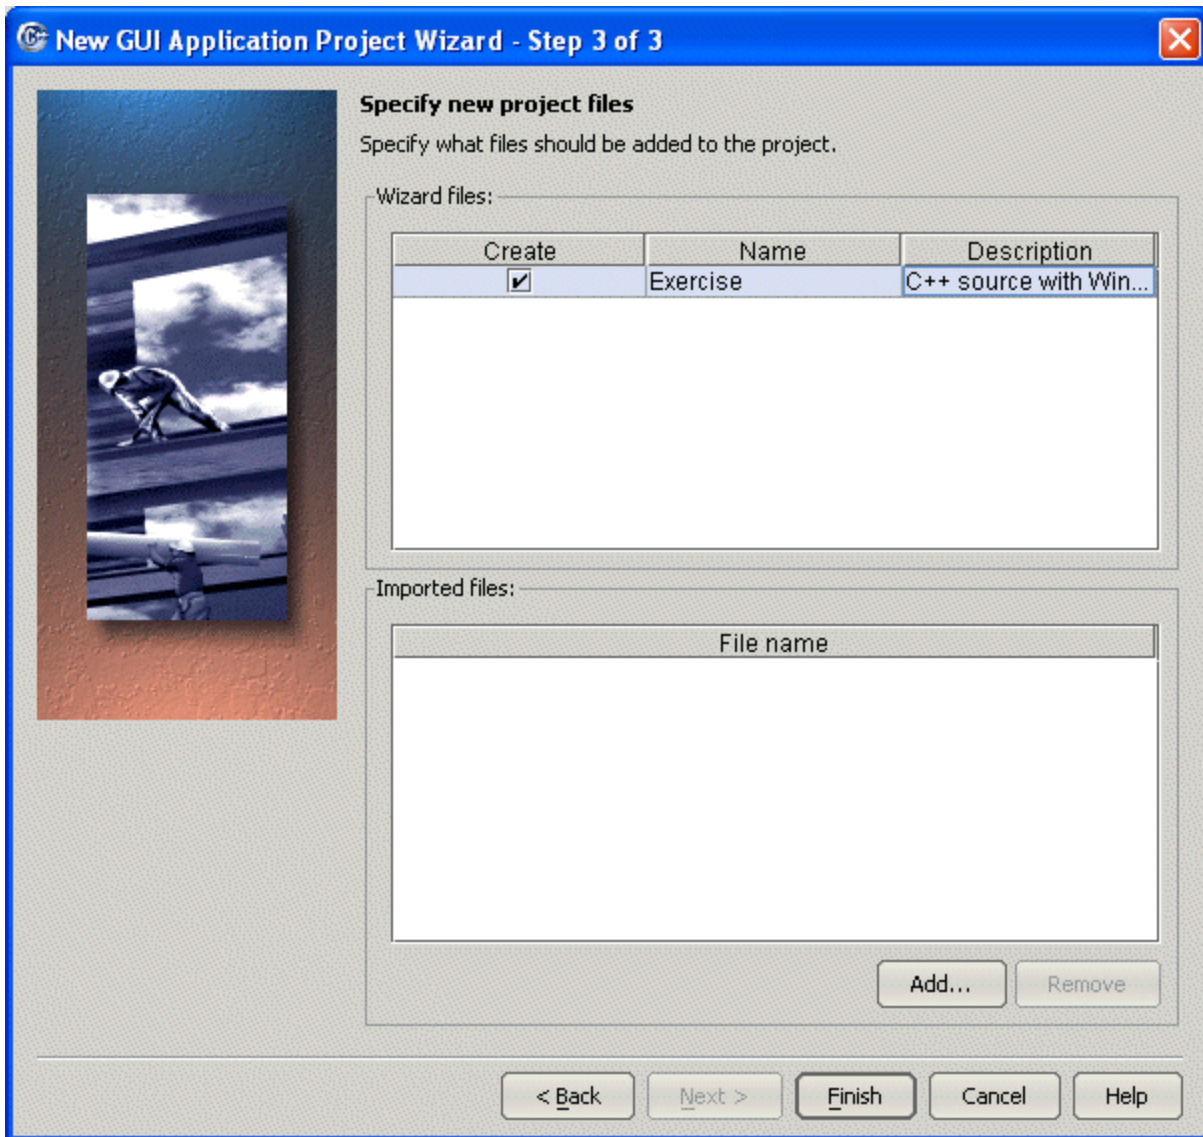 New GUI Application Project Wizard - Step 3 of 3
Specify new project files
Specify what files should be added to the project.
Wizard files:
Create Name Description
Exercise C++ source with Win...
Imported files:
File name
Add... Remove
< Back Next > Finish Cancel Help